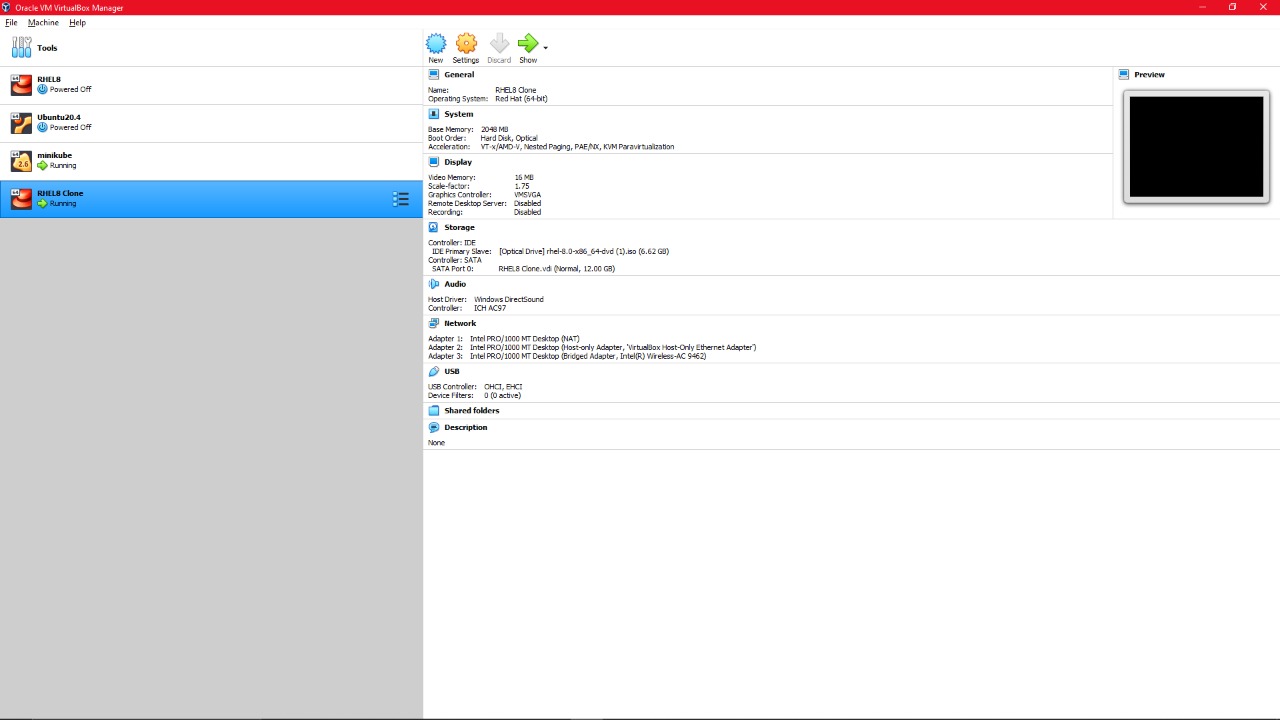 Oracle VM VirtualBox Manager
File Machine Help
Tools
RHEL8
Powered Off
Ubuntu20.4
Powered Off
minikube
Running
RHEL8 Clone
Running
New Settings Discard Show
General
Name: RHEL8 Clone
Operating System: Red Hat (64-bit)
System
Base Memory: 2048 MB
Boot Order: Hard Disk, Optical
Acceleration: VT-x/AMD-V, Nested Paging, PAE/NX, KVM Paravirtualization
Display
Video Memory: 16 MB
Scale-factor: 1.75
Graphics Controller: VMSVGA
Remote Desktop Server: Disabled
Recording: Disabled
Storage
Controller: IDE
IDE Primary Slave: [Optical Drive] rhel-8.0-x86_64-dvd (1).iso (6.62 GB)
Controller: SATA
SATA Port 0: RHEL8 Clone.vdi (Normal, 12.00 GB)
Audio
Host Driver: Windows DirectSound
Controller: ICH AC97
Network
Adapter 1: Intel PRO/1000 MT Desktop (NAT)
Adapter 2: Intel PRO/1000 MT Desktop (Host-only Adapter, 'VirtualBox Host-Only Ethernet Adapter')
Adapter 3: Intel PRO/1000 MT Desktop (Bridged Adapter, Intel(R) Wireless-AC 9462)
USB
USB Controller: OHCI, EHCI
Device Filters: 0 (0 active)
Shared folders
Description
None
Preview